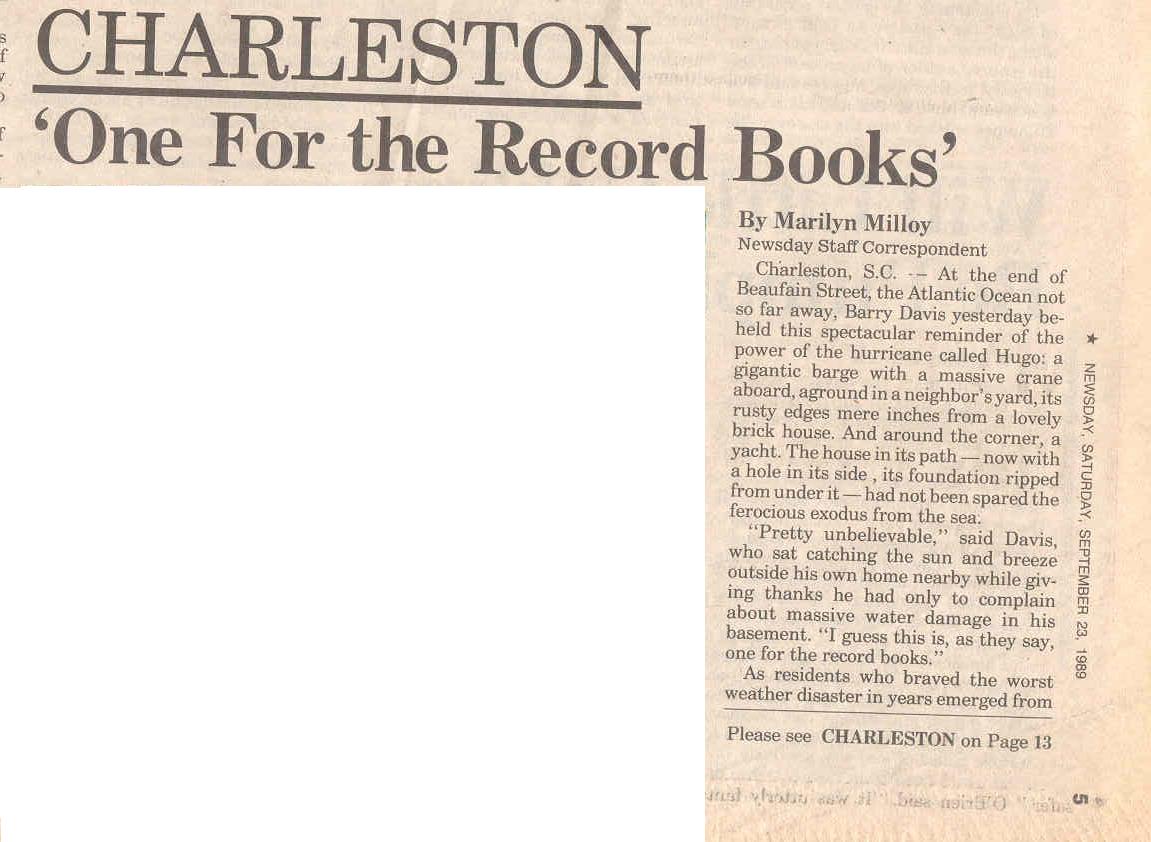 CHARLESTON
‘One For the Record Books’
By Marilyn Milloy
Newsday Staff Correspondent
Charleston, S.C. -- At the end of
Beaufain Street, the Atlantic Ocean not
so far away, Barry Davis yesterday be-
held this spectacular reminder of the
power of the hurricane called Hugo: a
gigantic barge with a massive crane
aboard, aground in a neighbor's yard, its
rusty edges mere inches from a lovely
brick house. And around the corner, a
yacht. The house in its path — now with
a hole in its side , its foundation ripped
from under it — had not been spared the
ferocious exodus from the sea.
“Pretty unbelievable,” said Davis,
who sat catching the sun and breeze
outside his own home nearby while giv-
ing thanks he had only to complain
about massive water damage in his
basement. “I guess this is, as they say,
one for the record books.”
As residents who braved the worst
weather disaster in years emerged from
Please see CHARLESTON on Page 13
★ NEWSDAY, SATURDAY, SEPTEMBER 23, 1989
5